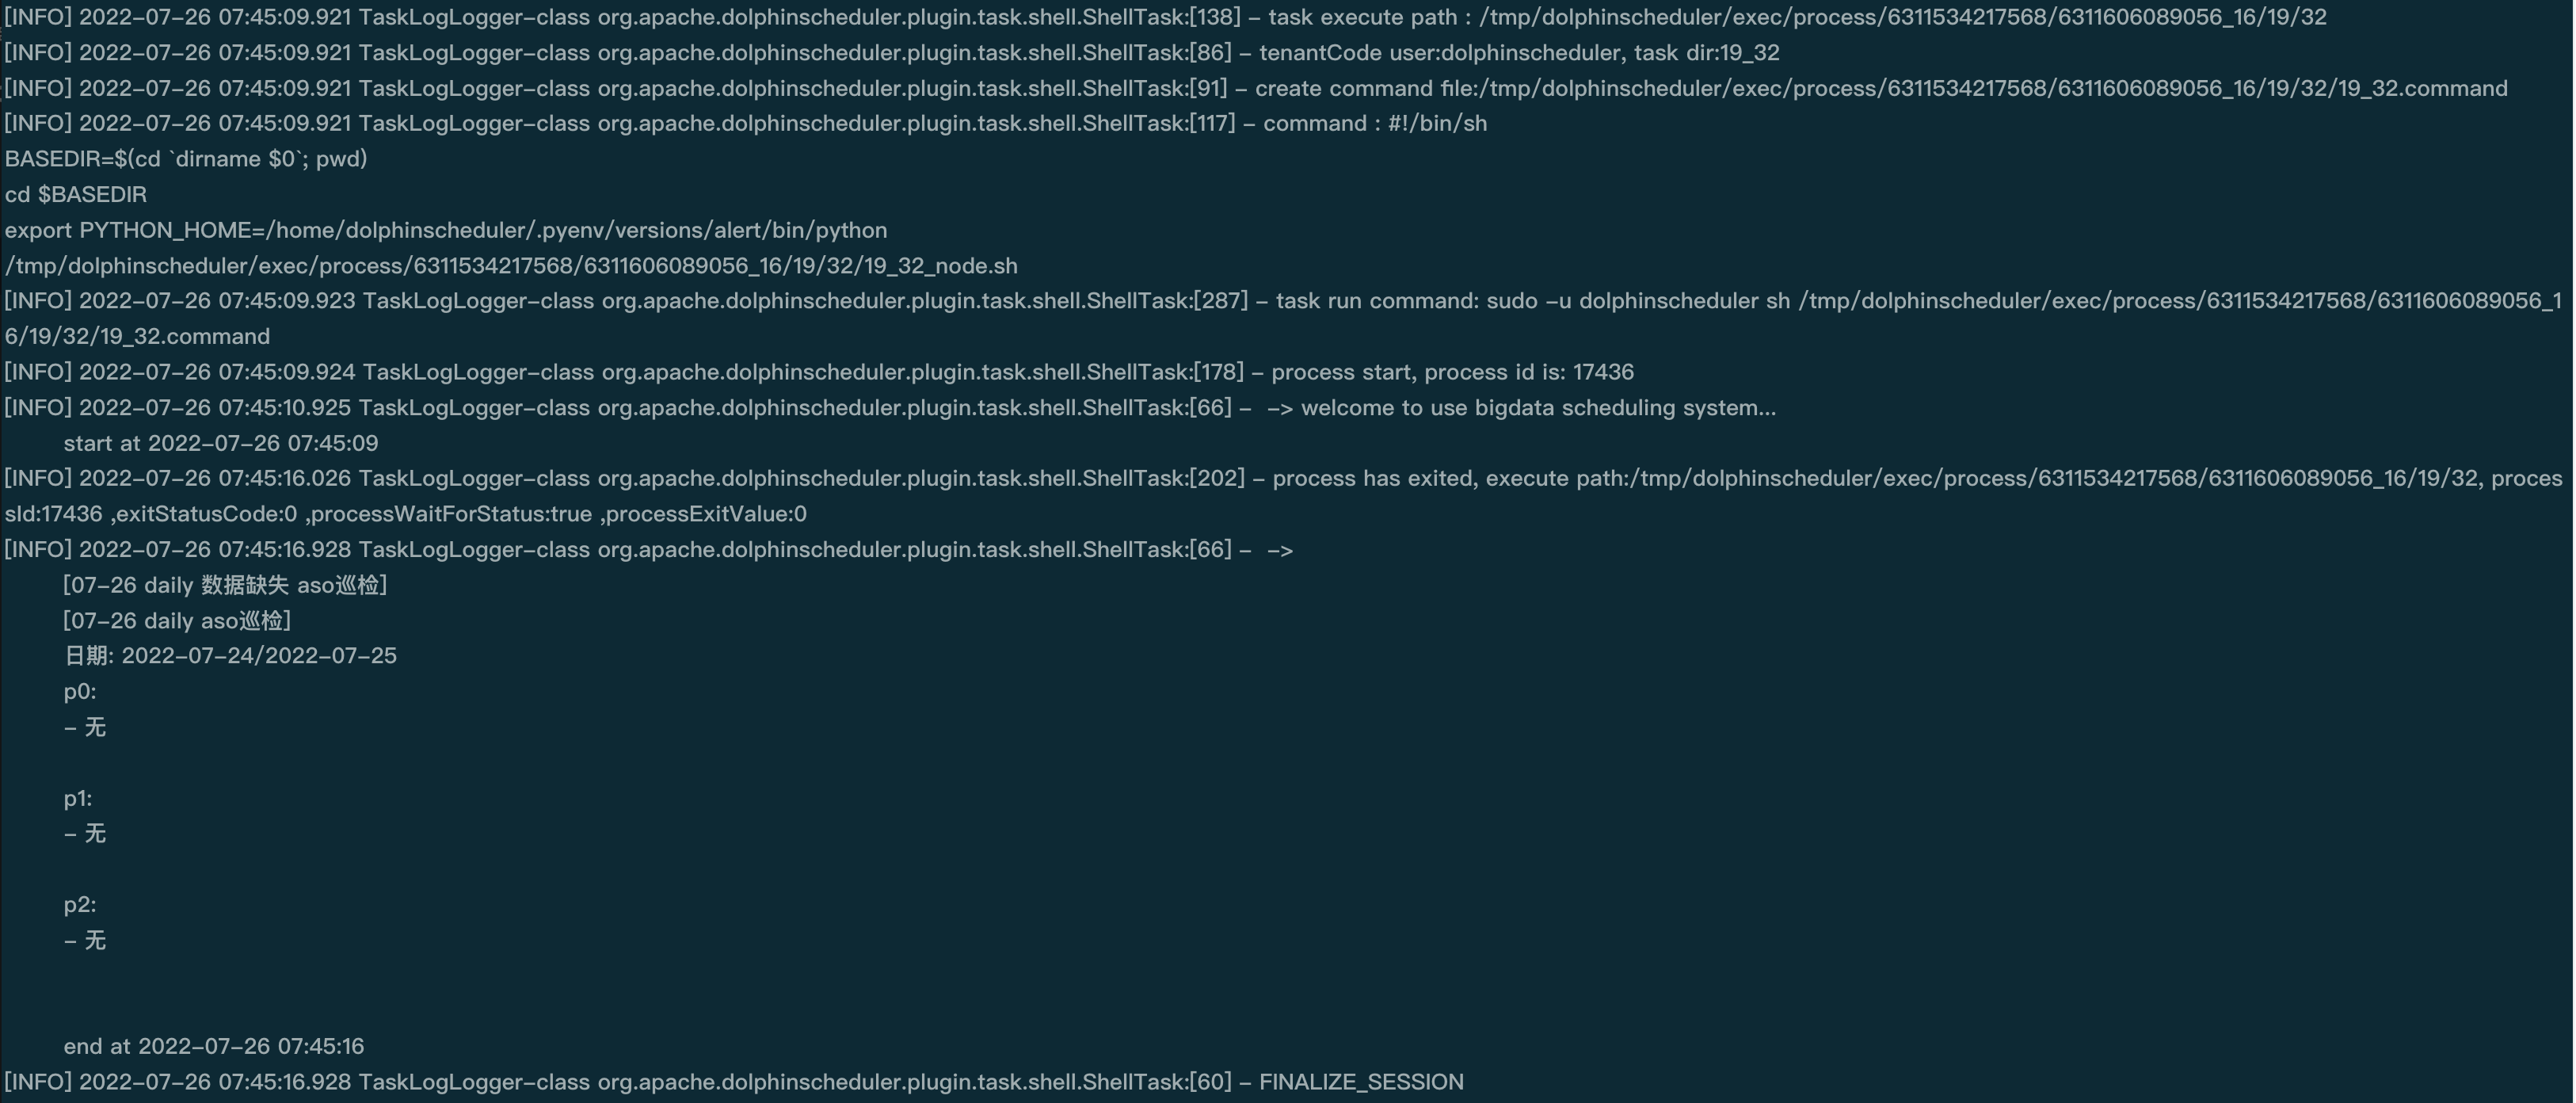 [INFO] 2022-07-26 07:45:09.921 TaskLogLogger-class org.apache.dolphinscheduler.plugin.task.shell.ShellTask:[138] - task execute path : /tmp/dolphinscheduler/exec/process/6311534217568/6311606089056_16/19/32
[INFO] 2022-07-26 07:45:09.921 TaskLogLogger-class org.apache.dolphinscheduler.plugin.task.shell.ShellTask:[86] - tenantCode user:dolphinscheduler, task dir:19_32
[INFO] 2022-07-26 07:45:09.921 TaskLogLogger-class org.apache.dolphinscheduler.plugin.task.shell.ShellTask:[91] - create command file:/tmp/dolphinscheduler/exec/process/6311534217568/6311606089056_16/19/32/19_32.command
[INFO] 2022-07-26 07:45:09.921 TaskLogLogger-class org.apache.dolphinscheduler.plugin.task.shell.ShellTask:[117] - command : #!/bin/sh
BASEDIR=$(cd `dirname $0`; pwd)
cd $BASEDIR
export PYTHON_HOME=/home/dolphinscheduler/.pyenv/versions/alert/bin/python
/tmp/dolphinscheduler/exec/process/6311534217568/6311606089056_16/19/32/19_32_node.sh
[INFO] 2022-07-26 07:45:09.923 TaskLogLogger-class org.apache.dolphinscheduler.plugin.task.shell.ShellTask:[287] - task run command: sudo -u dolphinscheduler sh /tmp/dolphinscheduler/exec/process/6311534217568/6311606089056_1
6/19/32/19_32.command
[INFO] 2022-07-26 07:45:09.924 TaskLogLogger-class org.apache.dolphinscheduler.plugin.task.shell.ShellTask:[178] - process start, process id is: 17436
[INFO] 2022-07-26 07:45:10.925 TaskLogLogger-class org.apache.dolphinscheduler.plugin.task.shell.ShellTask:[66] -  -> welcome to use bigdata scheduling system...
start at 2022-07-26 07:45:09
[INFO] 2022-07-26 07:45:16.026 TaskLogLogger-class org.apache.dolphinscheduler.plugin.task.shell.ShellTask:[202] - process has exited, execute path:/tmp/dolphinscheduler/exec/process/6311534217568/6311606089056_16/19/32, proces
sId:17436 ,exitStatusCode:0 ,processWaitForStatus:true ,processExitValue:0
[INFO] 2022-07-26 07:45:16.928 TaskLogLogger-class org.apache.dolphinscheduler.plugin.task.shell.ShellTask:[66] -  ->
[07-26 daily 数据缺失 aso巡检]
[07-26 daily aso巡检]
日期: 2022-07-24/2022-07-25
p0:
- 无
p1:
- 无
p2:
- 无
end at 2022-07-26 07:45:16
[INFO] 2022-07-26 07:45:16.928 TaskLogLogger-class org.apache.dolphinscheduler.plugin.task.shell.ShellTask:[60] - FINALIZE_SESSION